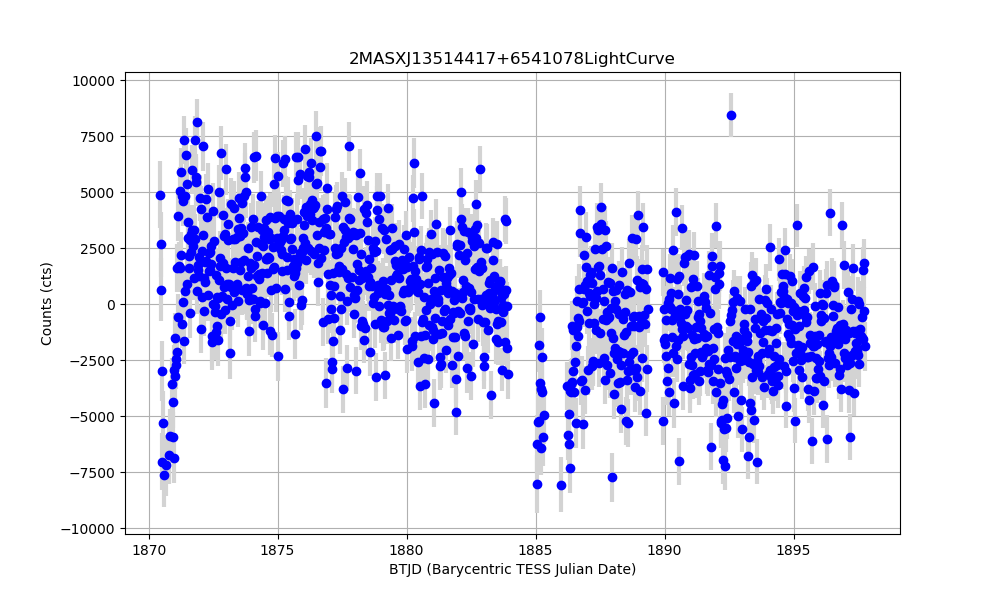 2MASXJ13514417+6541078LightCurve
10000
7500
5000
2500
0
−2500
−5000
−7500
−10000
Counts (cts)
1870 1875 1880 1885 1890 1895
BTJD (Barycentric TESS Julian Date)